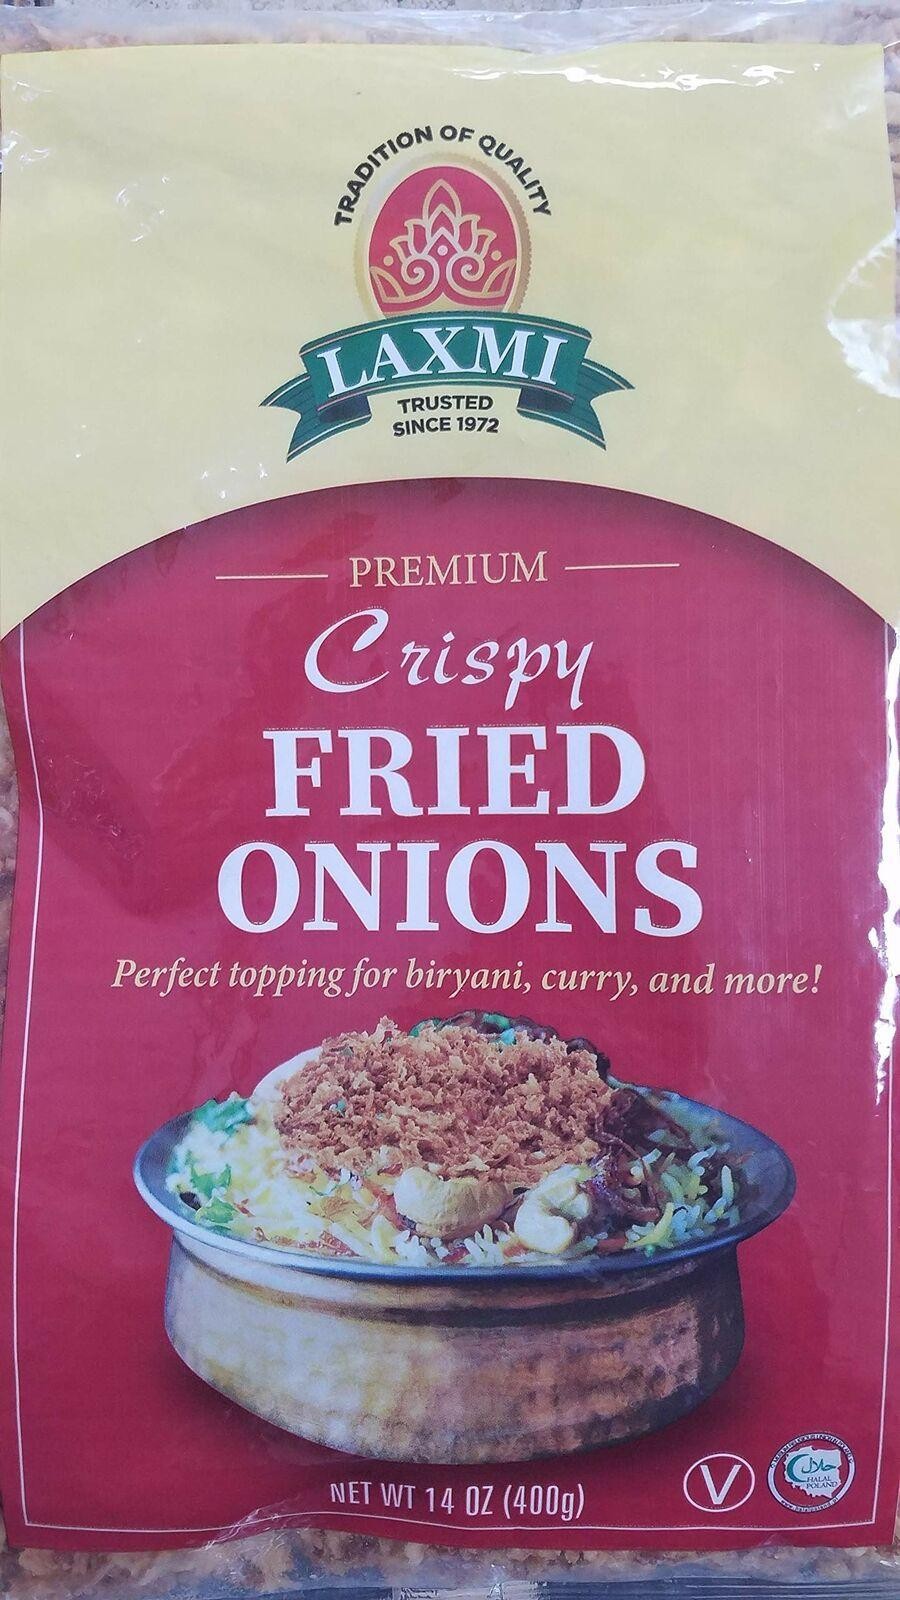 TRADITION OF QUALITY
LAXMI
TRUSTED
SINCE 1972
PREMIUM
Crispy
FRIED
ONIONS
Perfect topping for biryani, curry, and more!
NET WT 14 OZ (400g)
V
حلال
HALAL
POLAND